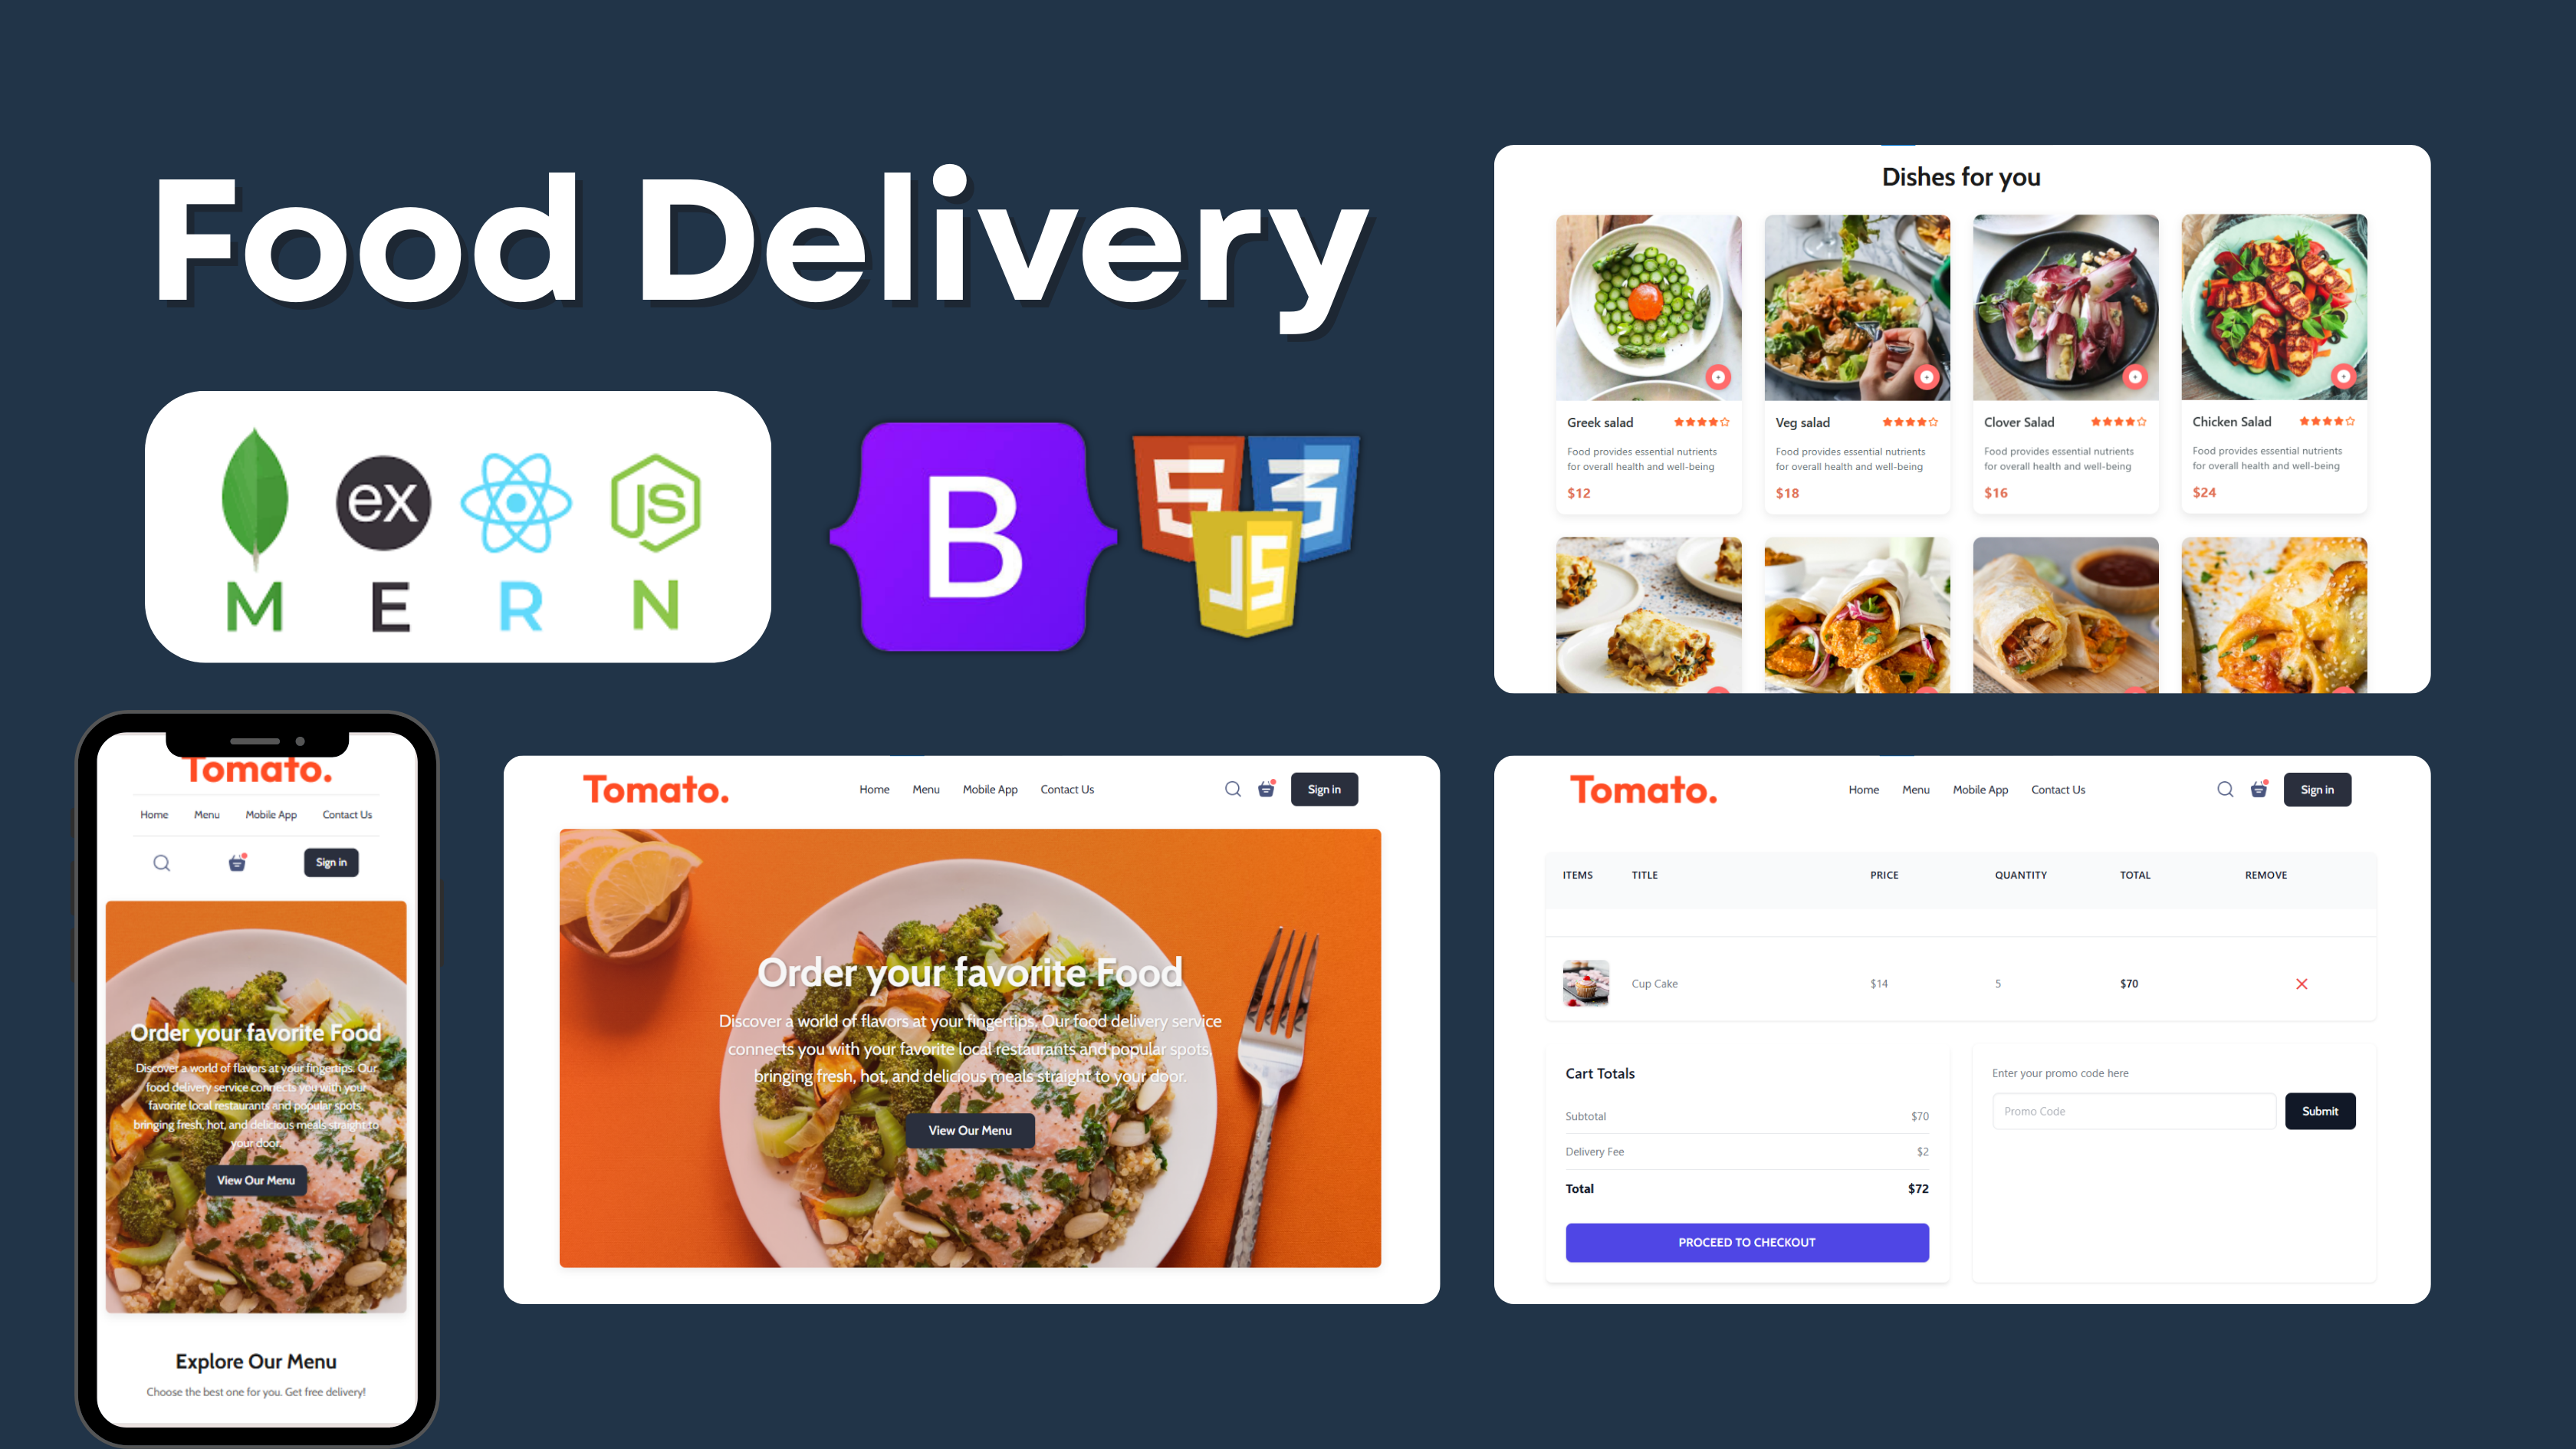 Food Delivery
ex
JS
M E R N
B
5
3
JS
Dishes for you
Greek salad
Food provides essential nutrients
for overall health and well-being
$12
Veg salad
Food provides essential nutrients
for overall health and well-being
$18
Clover Salad
Food provides essential nutrients
for overall health and well-being
$16
Chicken Salad
Food provides essential nutrients
for overall health and well-being
$24
Tomato.
Home Menu Mobile App Contact Us
Sign in
Order your favorite Food
Discover a world of flavors at your fingertips. Our
food delivery service connects you with your
favorite local restaurants and popular spots,
bringing fresh, hot, and delicious meals straight to
your door.
View Our Menu
Explore Our Menu
Choose the best one for you. Get free delivery!
Tomato.
Home Menu Mobile App Contact Us
Sign in
Order your favorite Food
Discover a world of flavors at your fingertips. Our food delivery service
connects you with your favorite local restaurants and popular spots,
bringing fresh, hot, and delicious meals straight to your door.
View Our Menu
Tomato.
Home Menu Mobile App Contact Us
Sign in
ITEMS TITLE PRICE QUANTITY TOTAL REMOVE
Cup Cake $14 5 $70
Cart Totals
Subtotal $70
Delivery Fee $2
Total $72
PROCEED TO CHECKOUT
Enter your promo code here
Promo Code
Submit